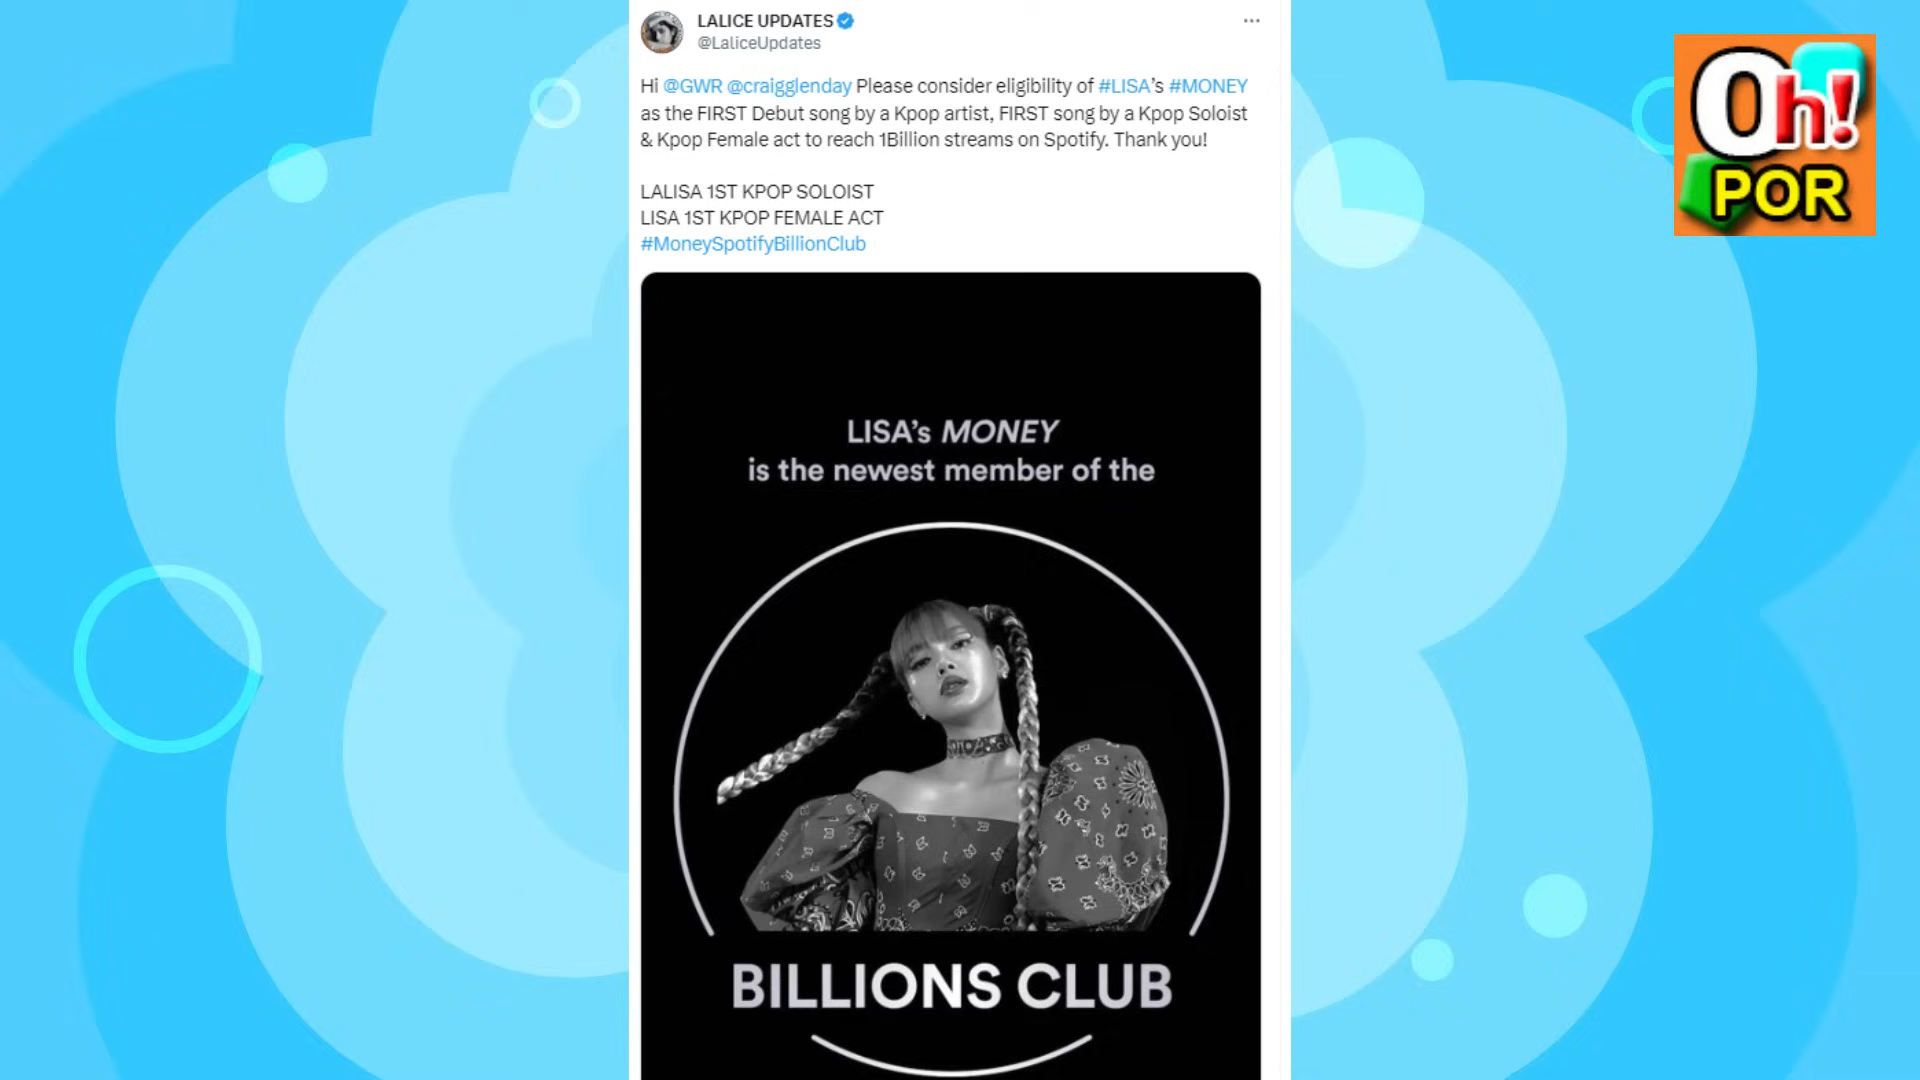 LALICE UPDATES
@LaliceUpdates
Hi @GWR @craigglenday Please consider eligibility of #LISA's #MONEY
as the FIRST Debut song by a Kpop artist, FIRST song by a Kpop Soloist
& Kpop Female act to reach 1Billion streams on Spotify. Thank you!
LALISA 1ST KPOP SOLOIST
LISA 1ST KPOP FEMALE ACT
#MoneySpotifyBillionClub
LISA's MONEY
is the newest member of the
BILLIONS CLUB
Oh!
POR